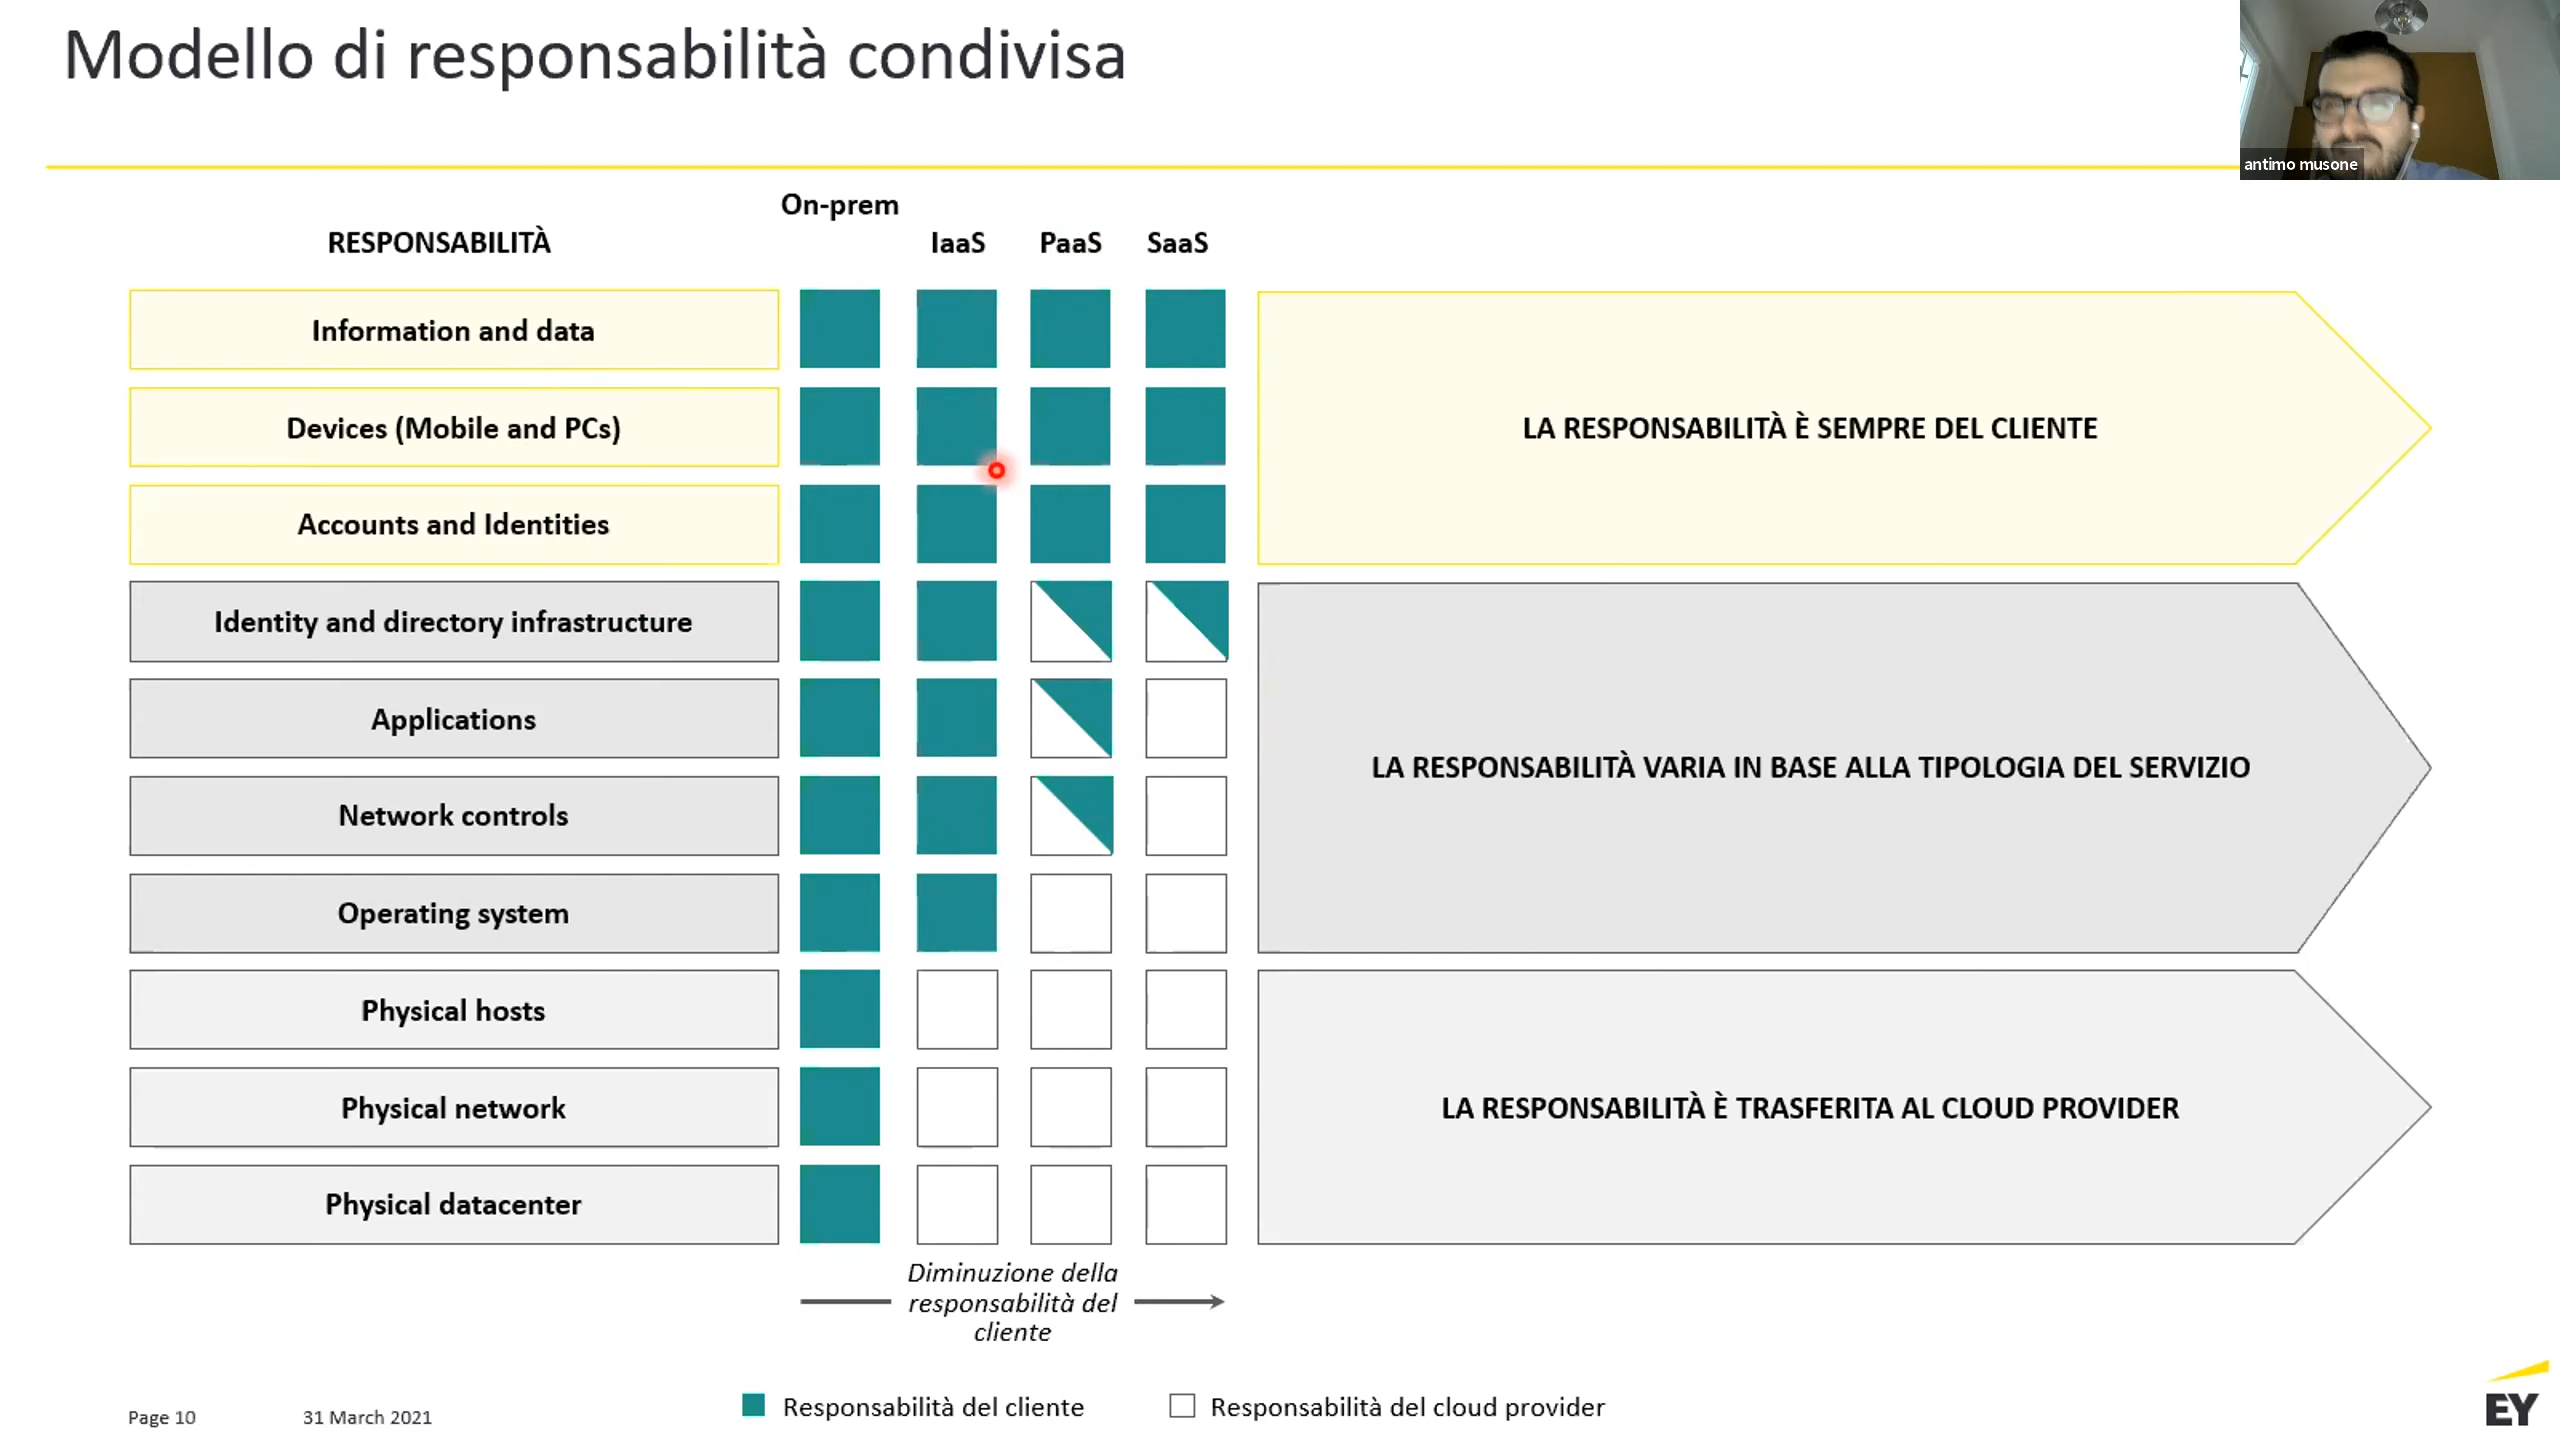 Modello di responsabilità condivisa
antimo musone
On-prem
RESPONSABILITÀ
IaaS
PaaS
SaaS
Information and data
Devices (Mobile and PCs)
Accounts and Identities
LA RESPONSABILITÀ È SEMPRE DEL CLIENTE
Identity and directory infrastructure
Applications
Network controls
Operating system
LA RESPONSABILITÀ VARIA IN BASE ALLA TIPOLOGIA DEL SERVIZIO
Physical hosts
Physical network
Physical datacenter
LA RESPONSABILITÀ È TRASFERITA AL CLOUD PROVIDER
Diminuzione della
responsabilità del
cliente
Responsabilità del cliente
Responsabilità del cloud provider
Page 10
31 March 2021
EY